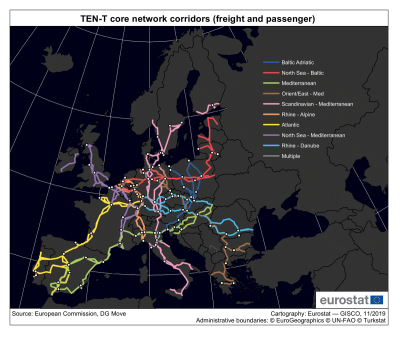 TEN-T core network corridors (freight and passenger)
Baltic Adriatic
North Sea - Baltic
Mediterranean
Orient/East - Med
Scandinavian - Mediterranean
Rhine - Alpine
Atlantic
North Sea - Mediterranean
Rhine - Danube
Multiple
eurostat
Source: European Commission, DG Move
Cartography: Eurostat — GISCO, 11/2019
Administrative boundaries: © EuroGeographics © UN-FAO © Turkstat